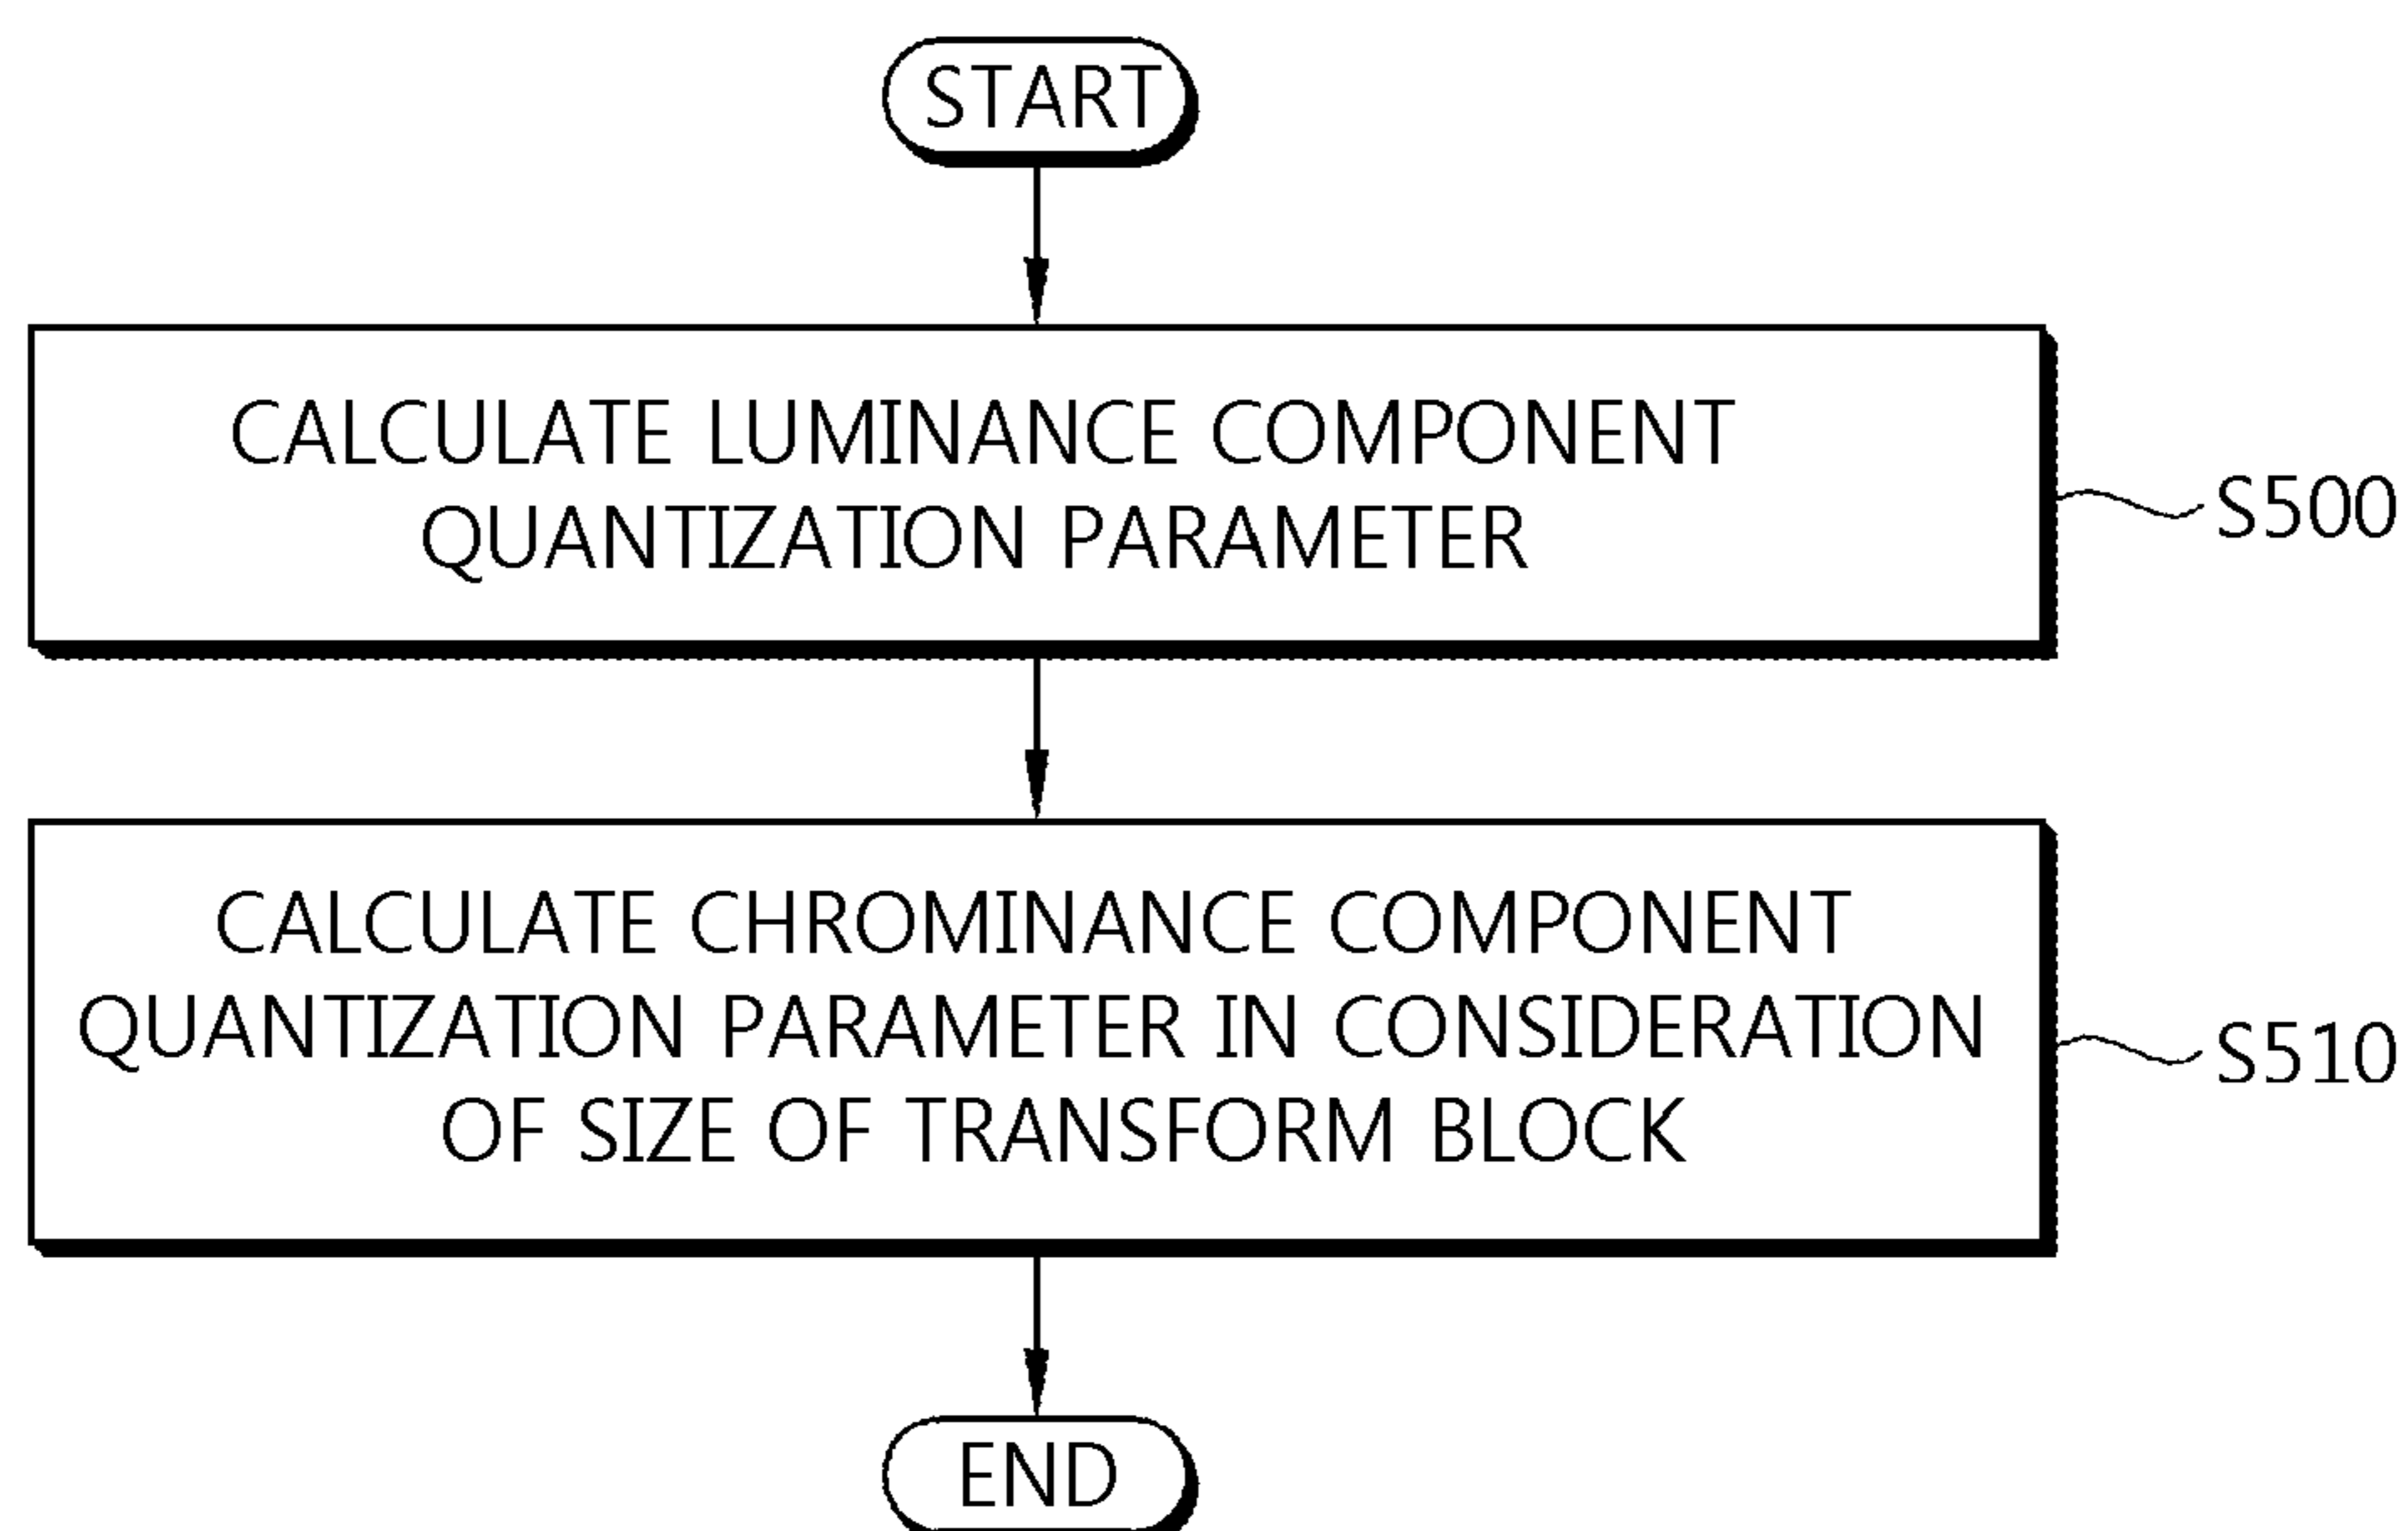 START
CALCULATE LUMINANCE COMPONENT
QUANTIZATION PARAMETER
S500
CALCULATE CHROMINANCE COMPONENT
QUANTIZATION PARAMETER IN CONSIDERATION
OF SIZE OF TRANSFORM BLOCK
S510
END